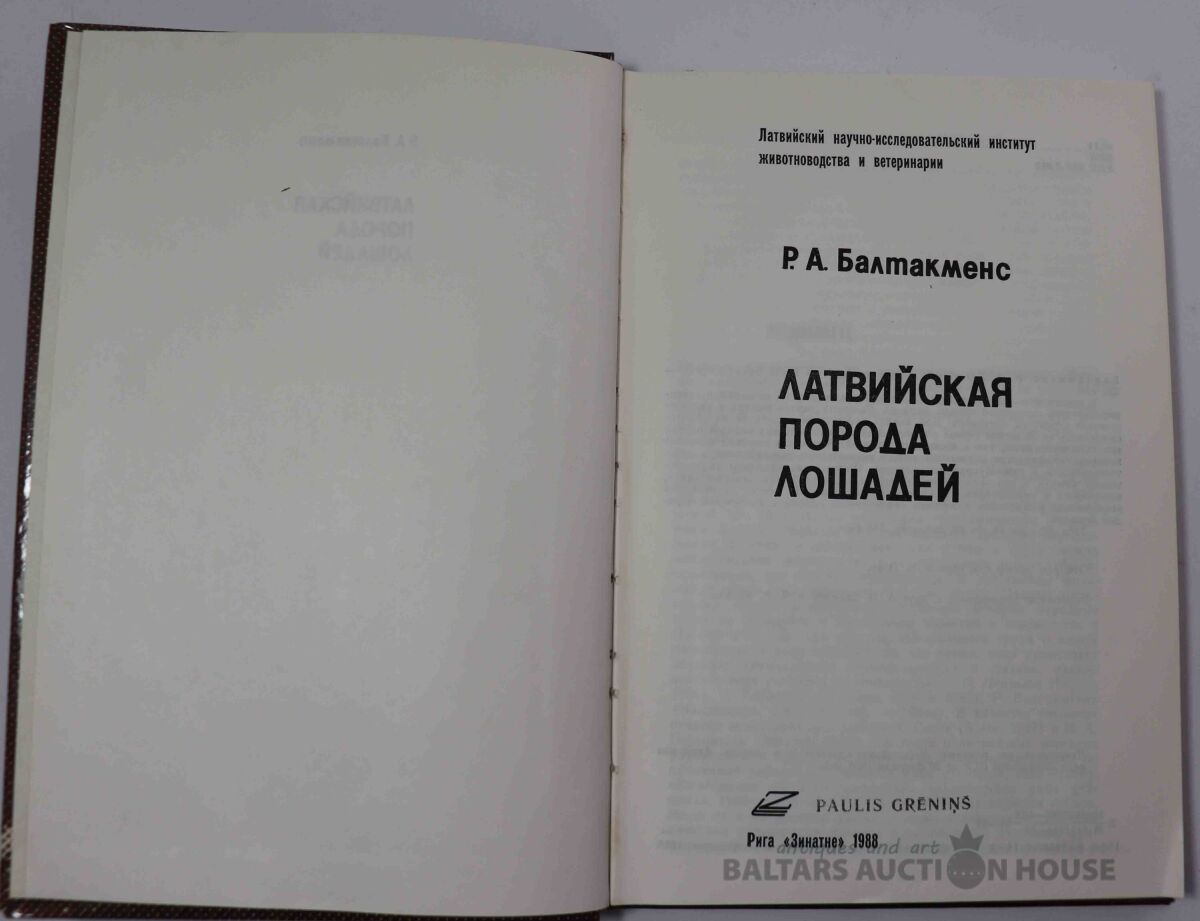 Латвийский научно-исследовательский институт
животноводства и ветеринарии
Р. А. Балтакменс
ЛАТВИЙСКАЯ
ПОРОДА
ЛОШАДЕЙ
PAULIS GRĒNIŅŠ
Рига «Зинатне» 1988
antiques and art
BALTARS AUCTION HOUSE